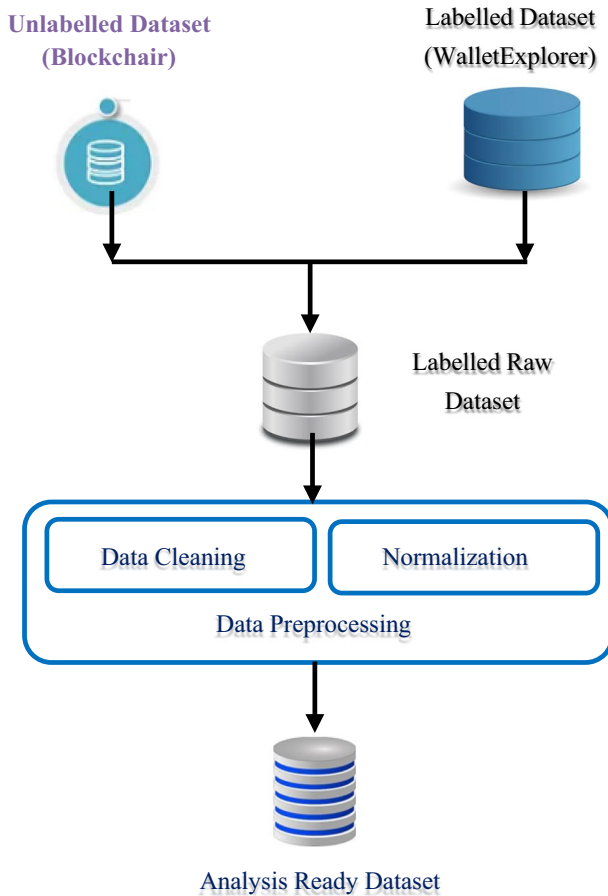 Unlabelled Dataset
(Blockchair)
Labelled Dataset
(WalletExplorer)
Labelled Raw
Dataset
Data Cleaning
Normalization
Data Preprocessing
Analysis Ready Dataset